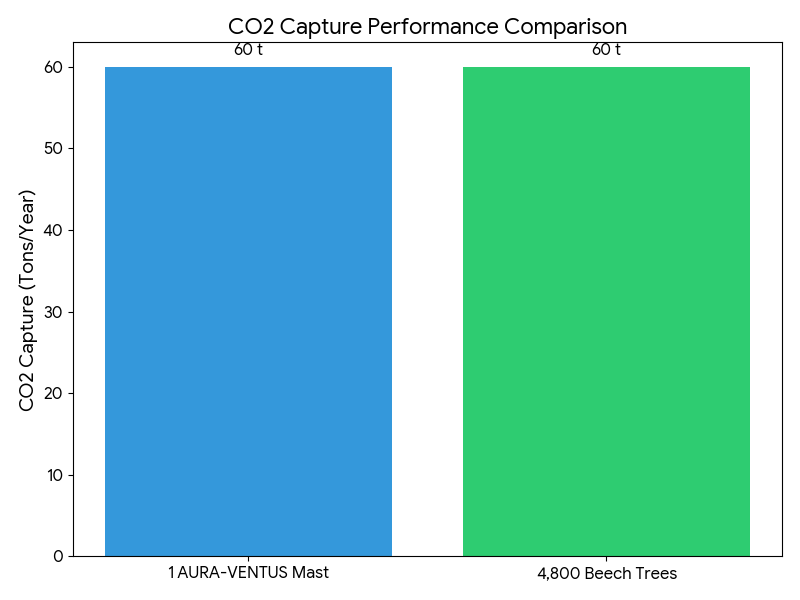 CO2 Capture Performance Comparison
60 t
60 t
60
50
40
30
20
10
0
CO2 Capture (Tons/Year)
1 AURA-VENTUS Mast
4,800 Beech Trees